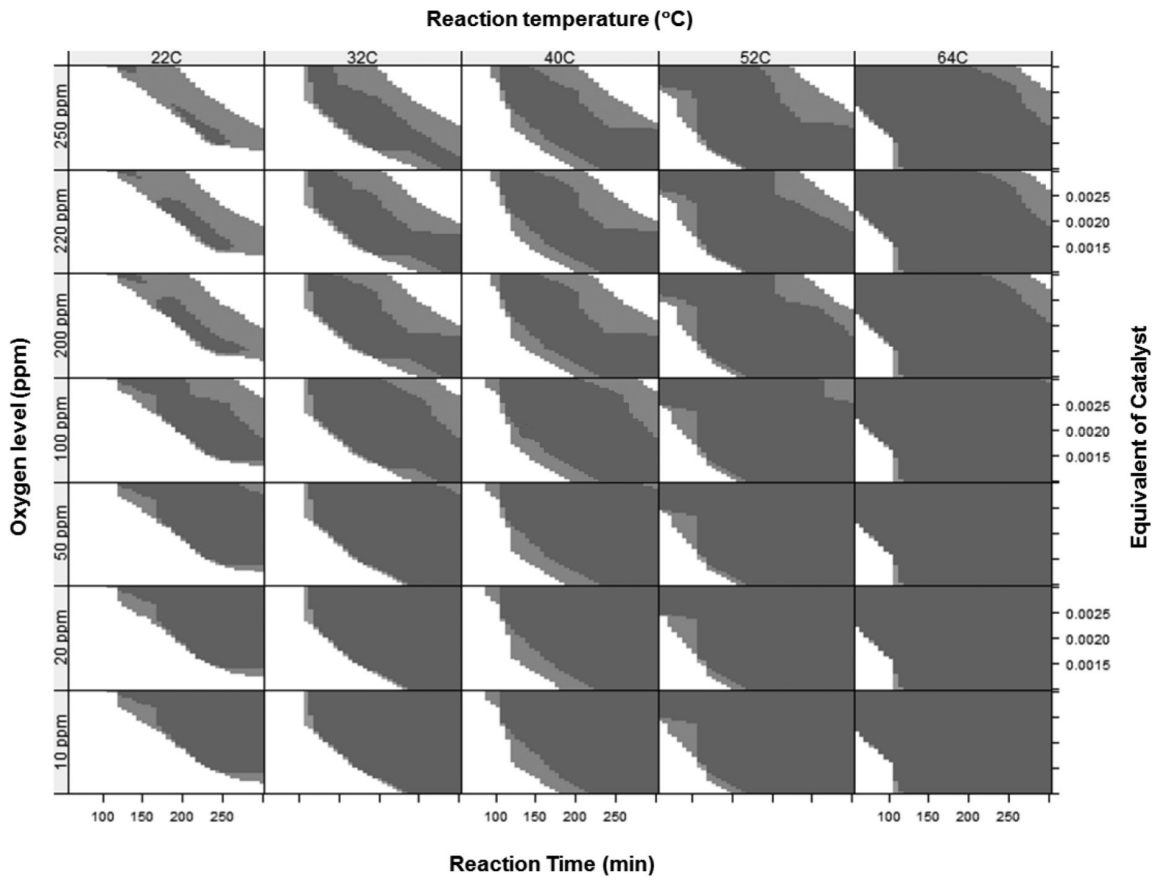 Reaction temperature (°C)
22C 32C 40C 52C 64C
250 ppm
220 ppm
200 ppm
100 ppm
50 ppm
20 ppm
10 ppm
Oxygen level (ppm)
0.0025
0.0020
0.0015
0.0025
0.0020
0.0015
0.0025
0.0020
0.0015
Equivalent of Catalyst
100 150 200 250 100 150 200 250 100 150 200 250
Reaction Time (min)